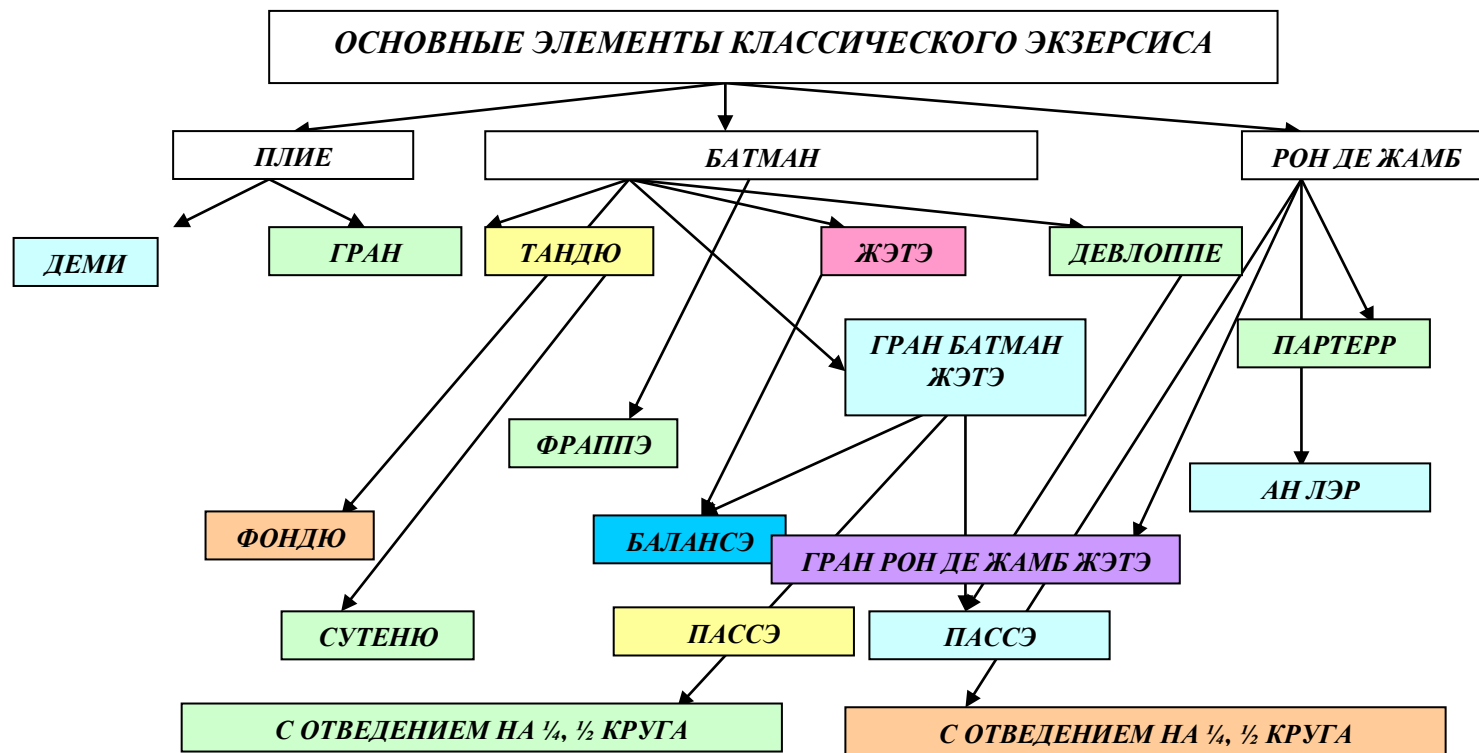 ОСНОВНЫЕ ЭЛЕМЕНТЫ КЛАССИЧЕСКОГО ЭКЗЕРСИСА
ПЛИЕ
БАТМАН
РОН ДЕ ЖАМБ
ДЕМИ
ГРАН
ТАНДЮ
ЖЭТЭ
ДЕВЛОППЕ
ГРАН БАТМАН
ЖЭТЭ
ПАРТЕРР
ФРАППЭ
АН ЛЭР
ФОНДЮ
БАЛАНСЭ
ГРАН РОН ДЕ ЖАМБ ЖЭТЭ
СУТЕНЮ
ПАССЭ
ПАССЭ
С ОТВЕДЕНИЕМ НА ¼, ½ КРУГА
С ОТВЕДЕНИЕМ НА ¼, ½ КРУГА